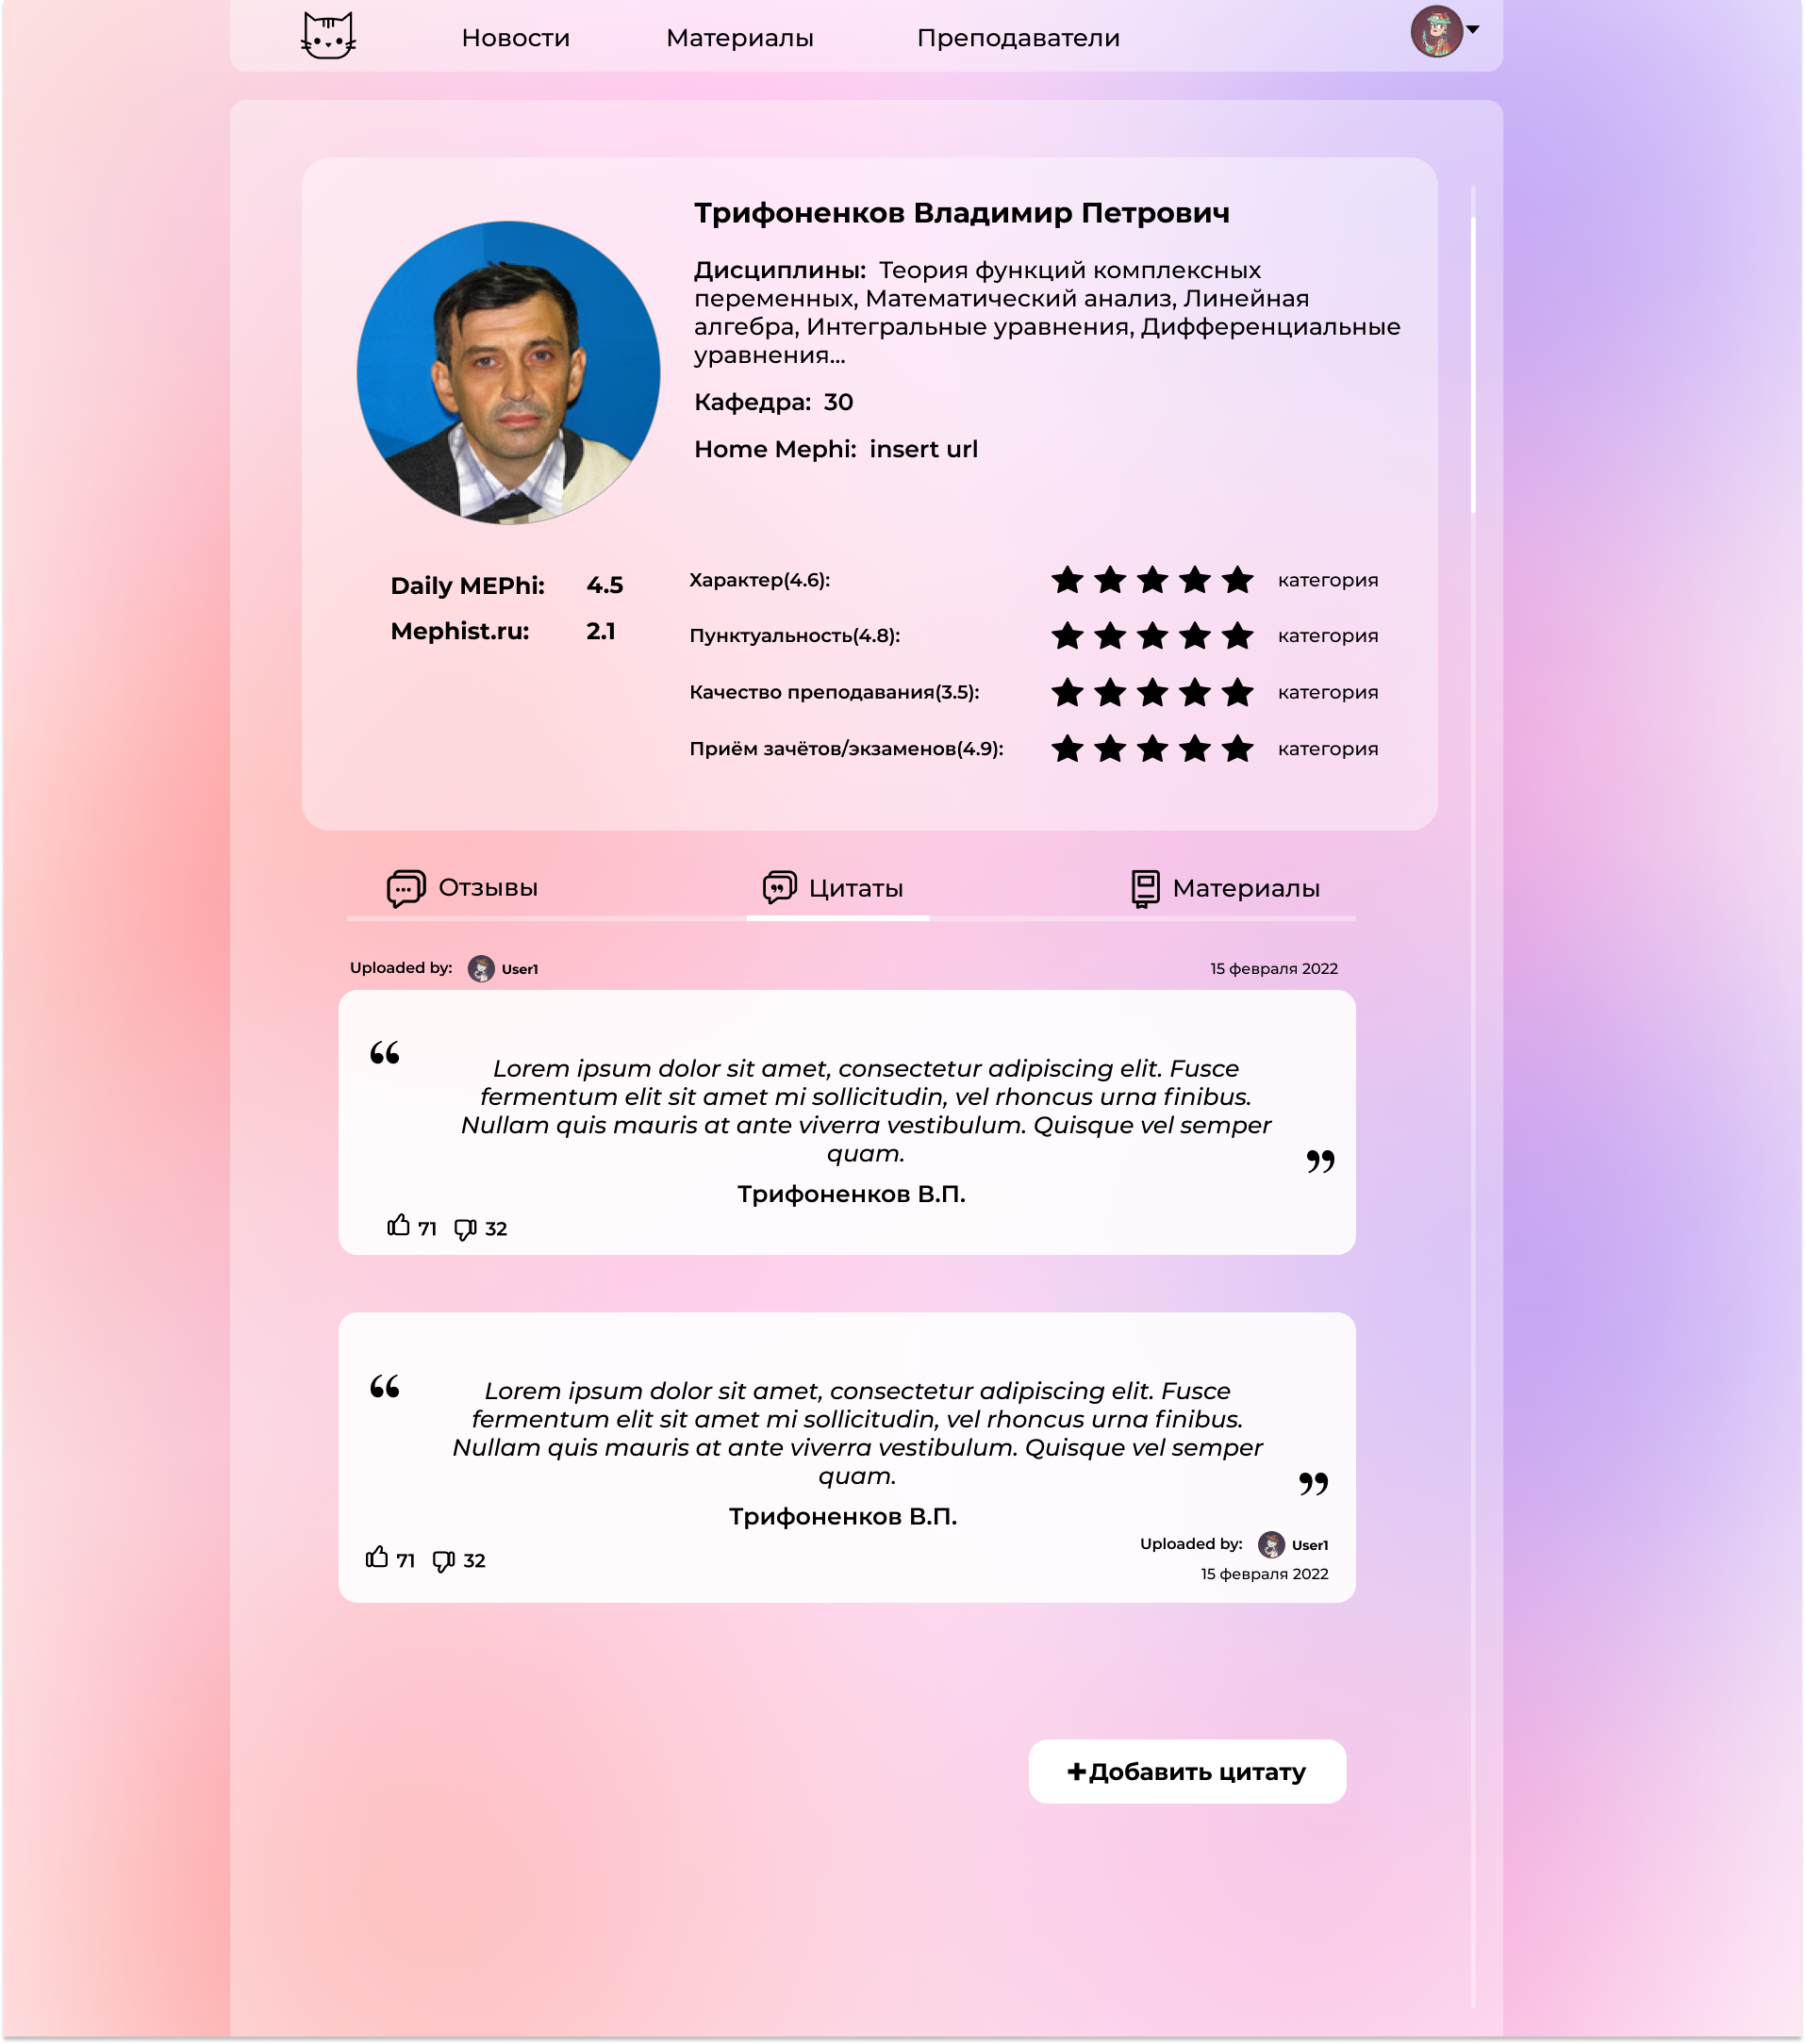 Новости Материалы Преподаватели
Трифоненков Владимир Петрович
Дисциплины: Теория функций комплексных
переменных, Математический анализ, Линейная
алгебра, Интегральные уравнения, Дифференциальные
уравнения...
Кафедра: 30
Home Mephi: insert url
Daily MEPhi: 4.5
Mephist.ru: 2.1
Характер(4.6): категория
Пунктуальность(4.8): категория
Качество преподавания(3.5): категория
Приём зачётов/экзаменов(4.9): категория
Отзывы Цитаты Материалы
Uploaded by: User1 15 февраля 2022
“
Lorem ipsum dolor sit amet, consectetur adipiscing elit. Fusce
fermentum elit sit amet mi sollicitudin, vel rhoncus urna finibus.
Nullam quis mauris at ante viverra vestibulum. Quisque vel semper
quam.
”
Трифоненков В.П.
71 32
“
Lorem ipsum dolor sit amet, consectetur adipiscing elit. Fusce
fermentum elit sit amet mi sollicitudin, vel rhoncus urna finibus.
Nullam quis mauris at ante viverra vestibulum. Quisque vel semper
quam.
”
Трифоненков В.П.
Uploaded by: User1
71 32
15 февраля 2022
+Добавить цитату